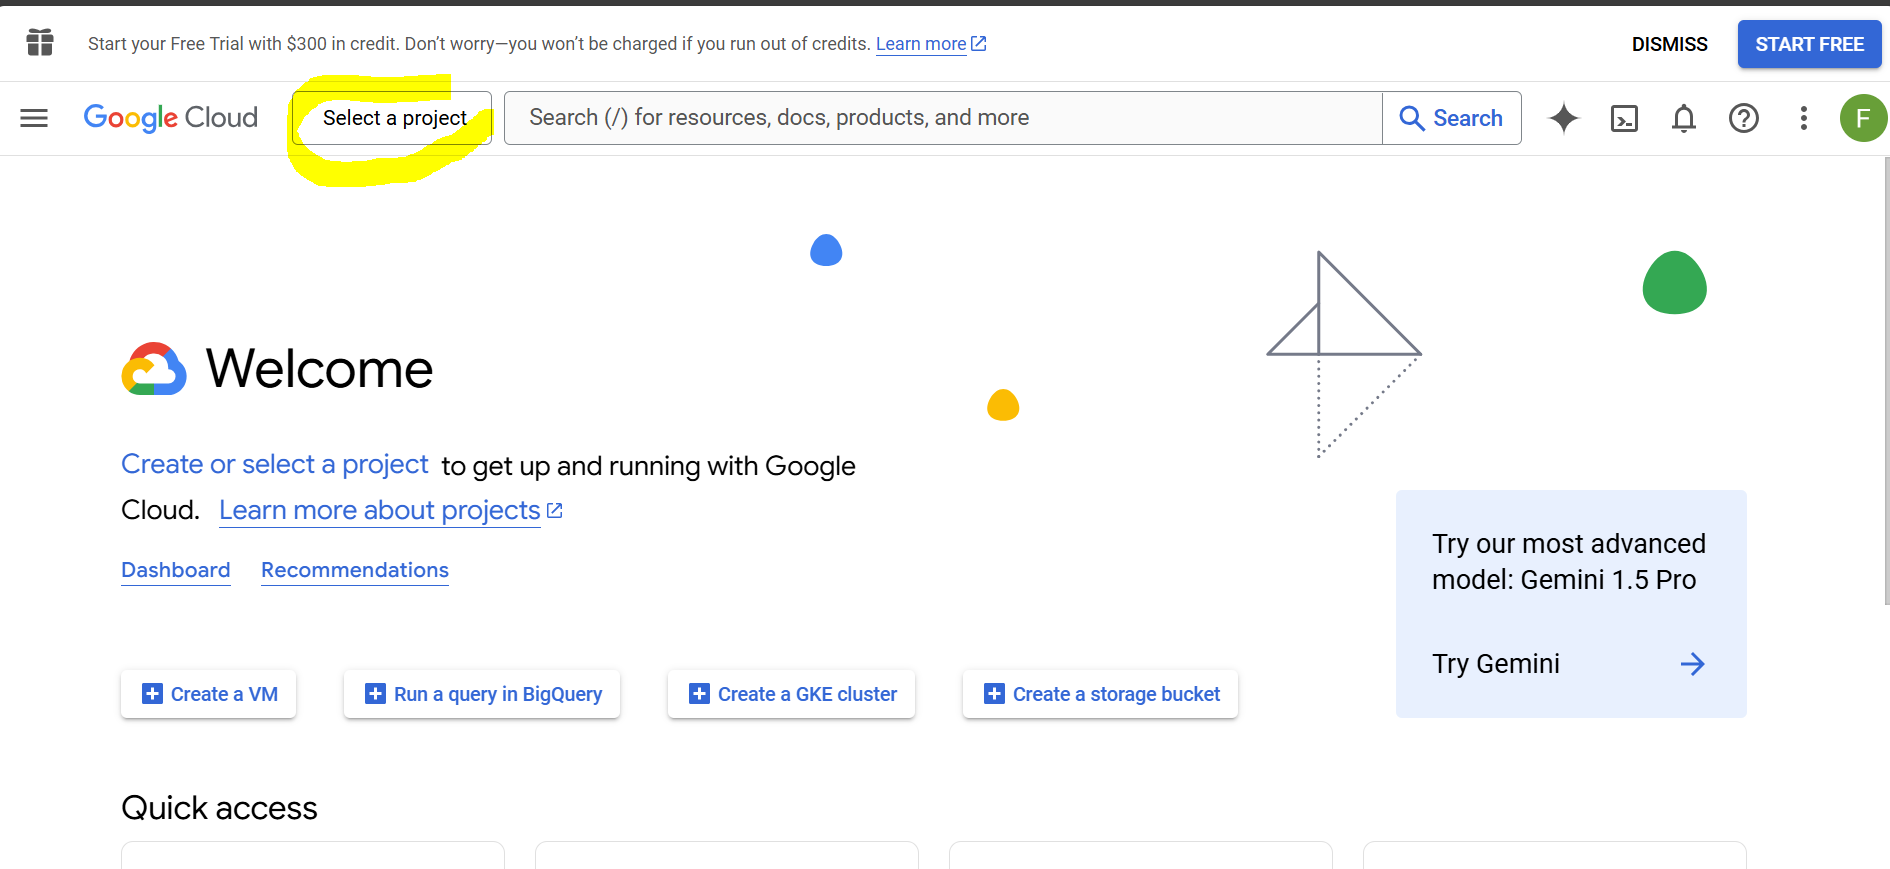 Start your Free Trial with $300 in credit. Don’t worry—you won’t be charged if you run out of credits. Learn more
DISMISS
START FREE
Google Cloud
Select a project
Search (/) for resources, docs, products, and more
Search
F
Welcome
Create or select a project to get up and running with Google
Cloud. Learn more about projects
Dashboard Recommendations
Try our most advanced
model: Gemini 1.5 Pro
Try Gemini
Create a VM
Run a query in BigQuery
Create a GKE cluster
Create a storage bucket
Quick access